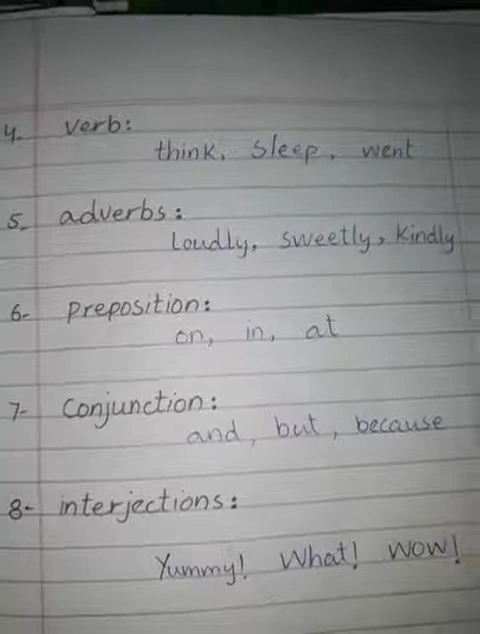 4. verb:
think, sleep, went
5- adverbs:
Loudly, sweetly, Kindly
6- preposition:
on, in, at
7- Conjunction:
and, but, because
8- interjections:
Yummy! What! WOW!